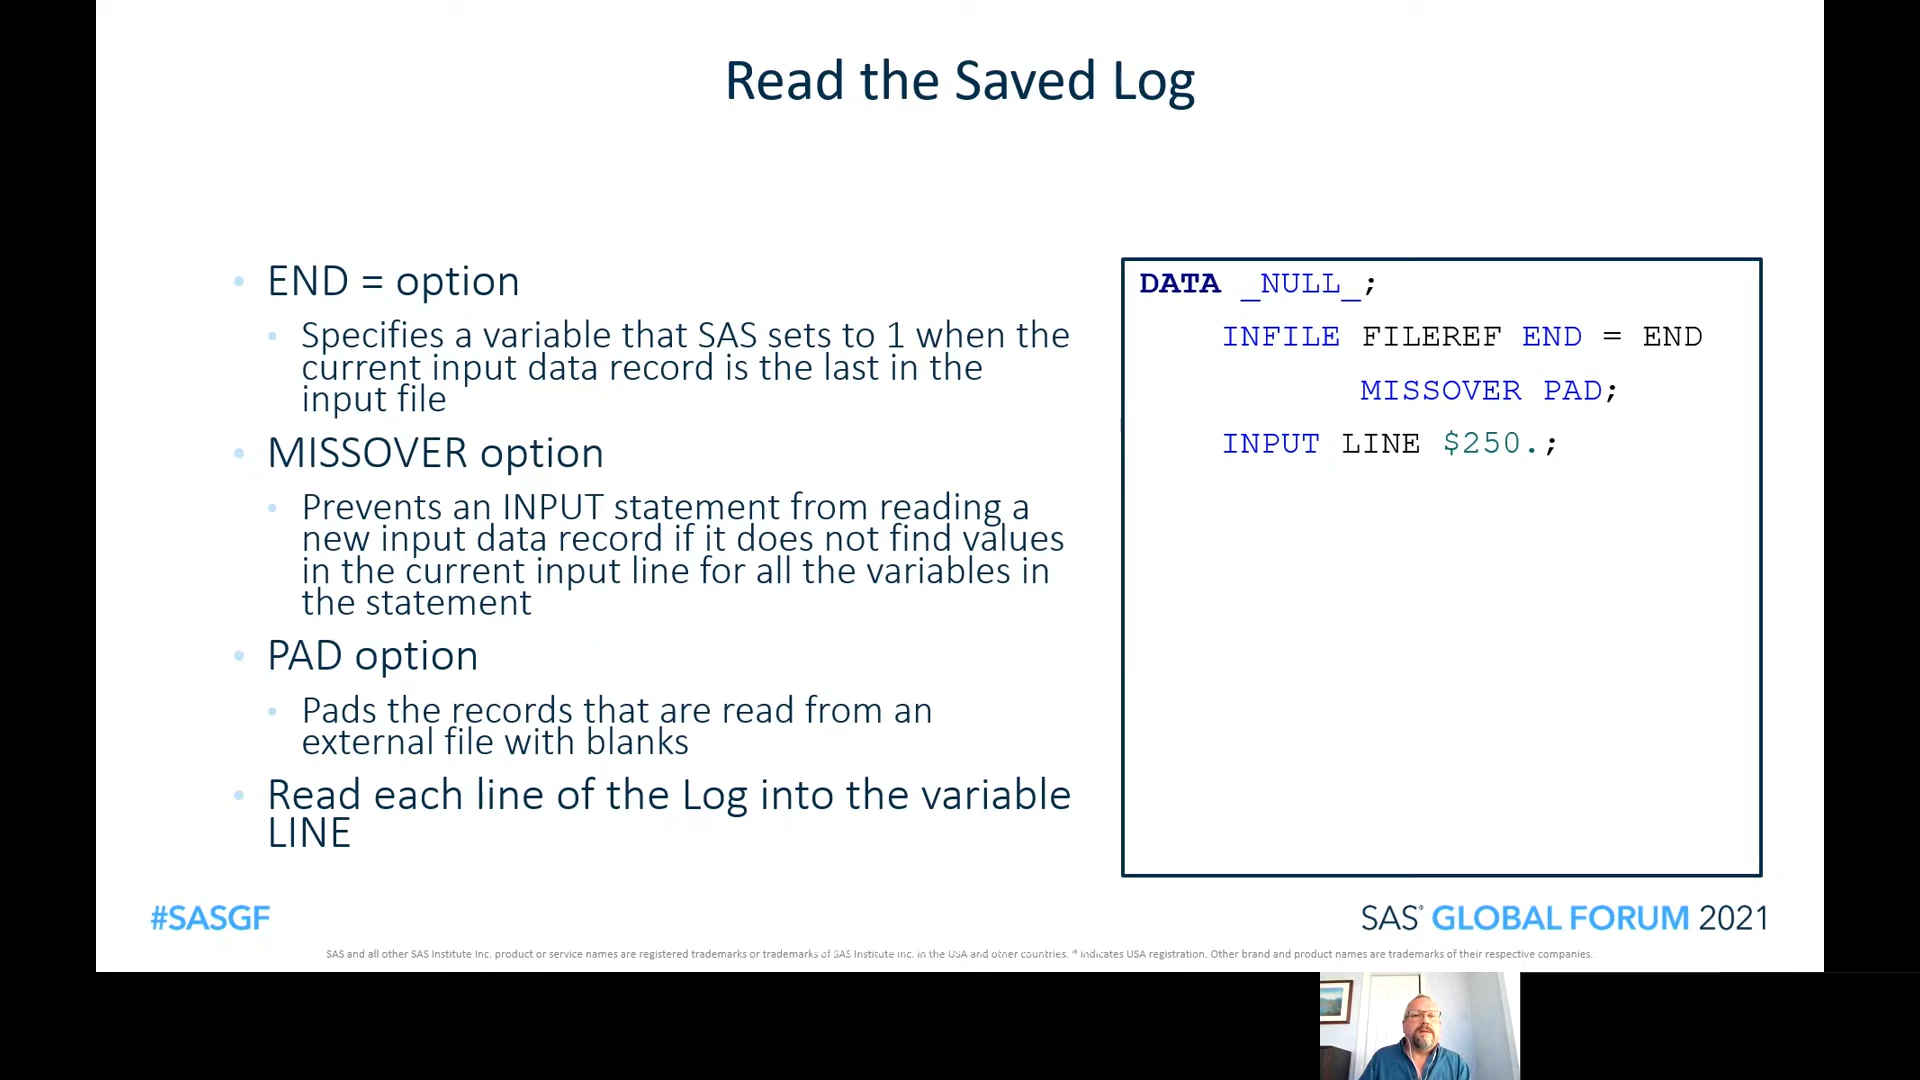 Read the Saved Log
• END = option
• Specifies a variable that SAS sets to 1 when the
current input data record is the last in the
input file
• MISSOVER option
• Prevents an INPUT statement from reading a
new input data record if it does not find values
in the current input line for all the variables in
the statement
• PAD option
• Pads the records that are read from an
external file with blanks
• Read each line of the Log into the variable
LINE
DATA _NULL_;
INFILE FILEREF END = END
MISSOVER PAD;
INPUT LINE $250.;
#SASGF
SAS® GLOBAL FORUM 2021
SAS and all other SAS Institute Inc. product or service names are registered trademarks or trademarks of SAS Institute Inc. in the USA and other countries. ® indicates USA registration. Other brand and product names are trademarks of their respective companies.